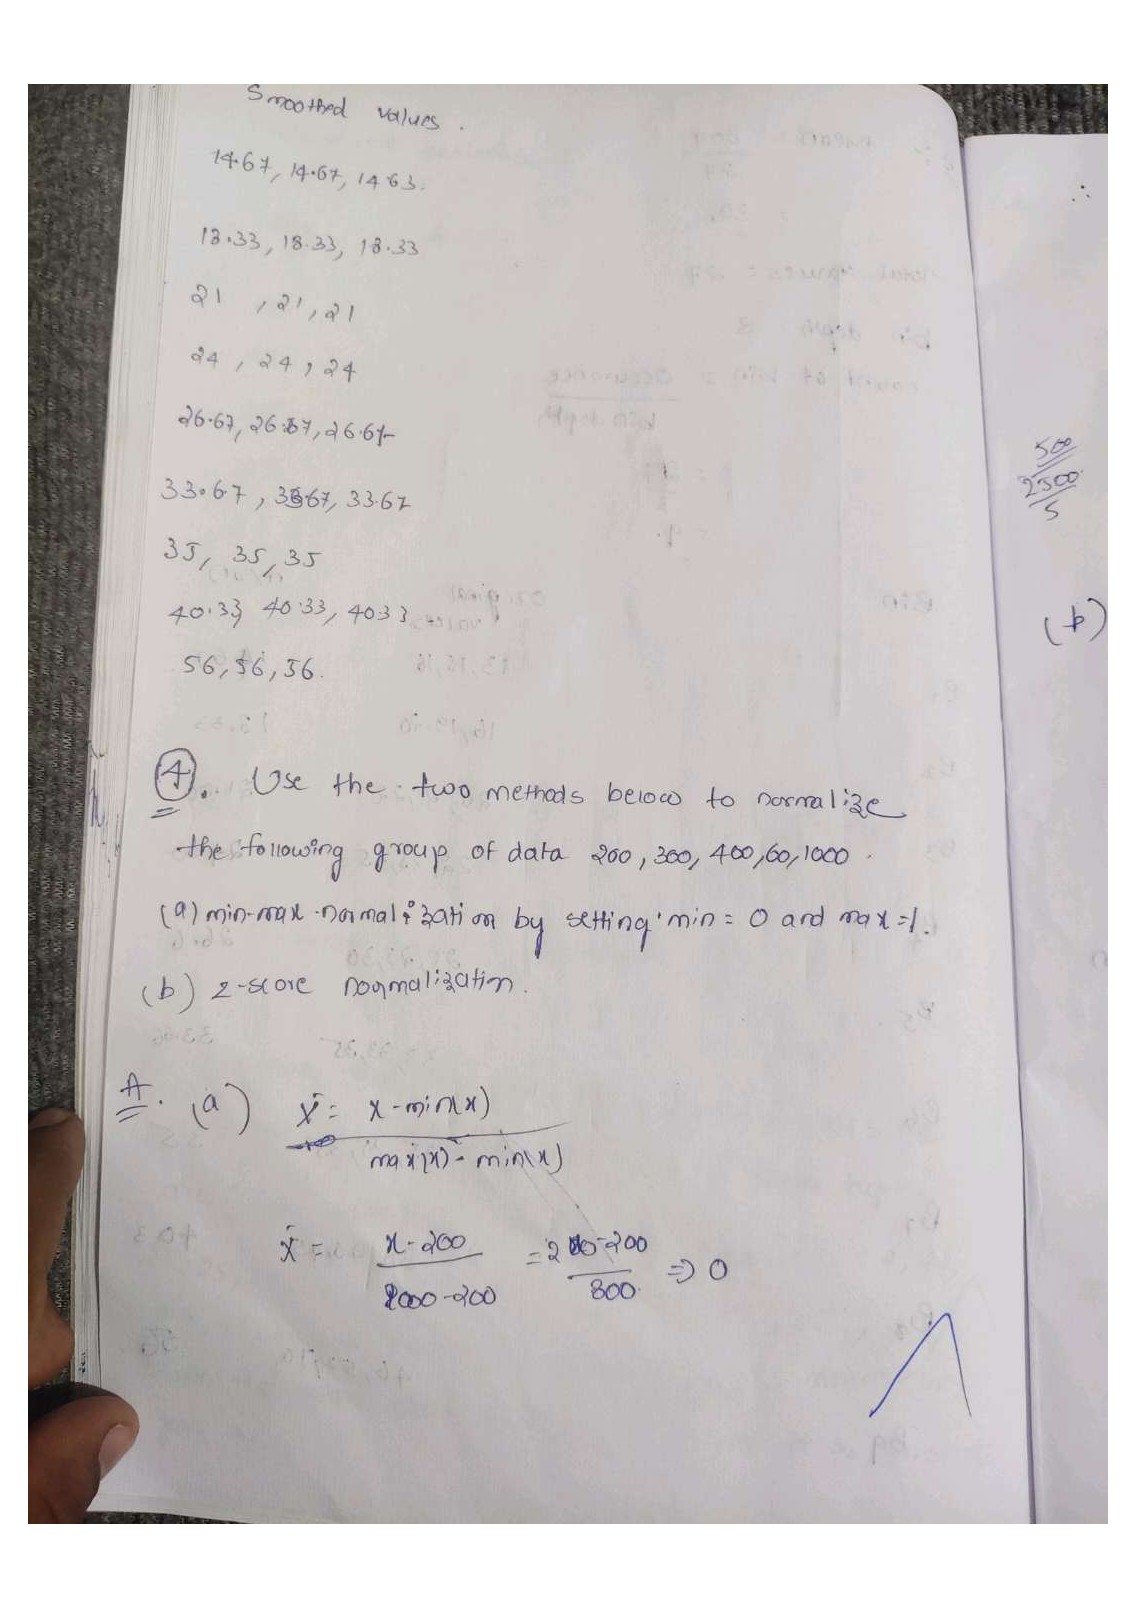 Smoothed values.
14.67, 14.67, 14 63.
18.33, 18.33, 18.33
21 , 21, 21
24 , 24, 24
26.67, 26.67, 26.67
33.67, 33.67, 33.67
35, 35, 35
40.33, 40.33, 40.33
56, 56, 56.
4. Use the two methods below to normalize
the following group of data 200, 300, 400, 60, 1000.
(a) min-max normalization by setting min = 0 and max = 1.
(b) z-score normalization.
A. (a) x̄ = x - min(x)
max(x) - min(x)
x̄ = x - 200 = 200 - 200 => 0
1000 - 200 800
500
2500
5
(b)